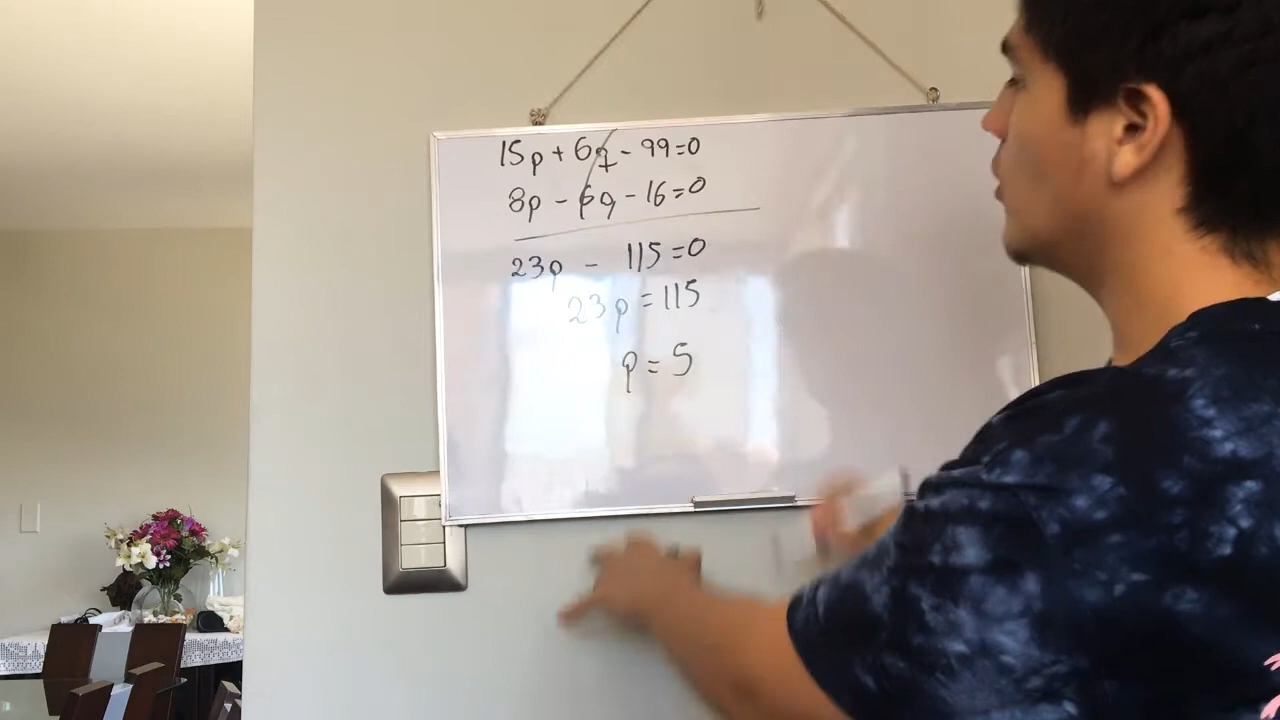 15p + 6q - 99=0
8p - 6q - 16=0
23p - 115=0
23p = 115
p = 5